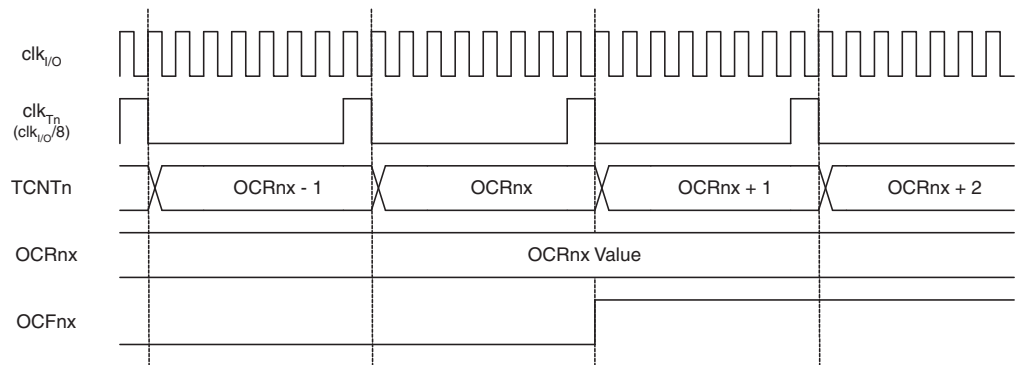 clkI/O
clkTn
(clkI/O/8)
TCNTn OCRnx - 1 OCRnx OCRnx + 1 OCRnx + 2
OCRnx OCRnx Value
OCFnx